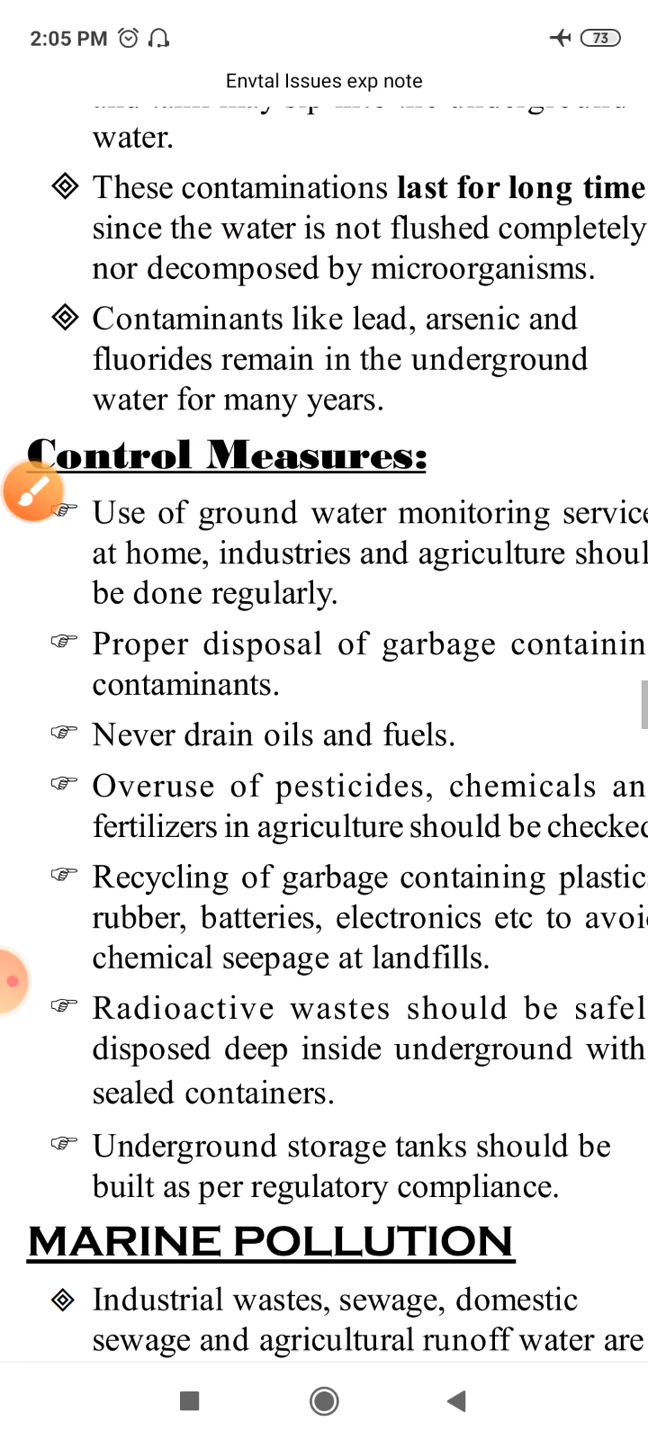 2:05 PM
73
Envtal Issues exp note
water.
These contaminations last for long time
since the water is not flushed completely
nor decomposed by microorganisms.
Contaminants like lead, arsenic and
fluorides remain in the underground
water for many years.
Control Measures:
Use of ground water monitoring service
at home, industries and agriculture shoul
be done regularly.
Proper disposal of garbage containin
contaminants.
Never drain oils and fuels.
Overuse of pesticides, chemicals an
fertilizers in agriculture should be checked
Recycling of garbage containing plastic
rubber, batteries, electronics etc to avoi
chemical seepage at landfills.
Radioactive wastes should be safel
disposed deep inside underground with
sealed containers.
Underground storage tanks should be
built as per regulatory compliance.
MARINE POLLUTION
Industrial wastes, sewage, domestic
sewage and agricultural runoff water are